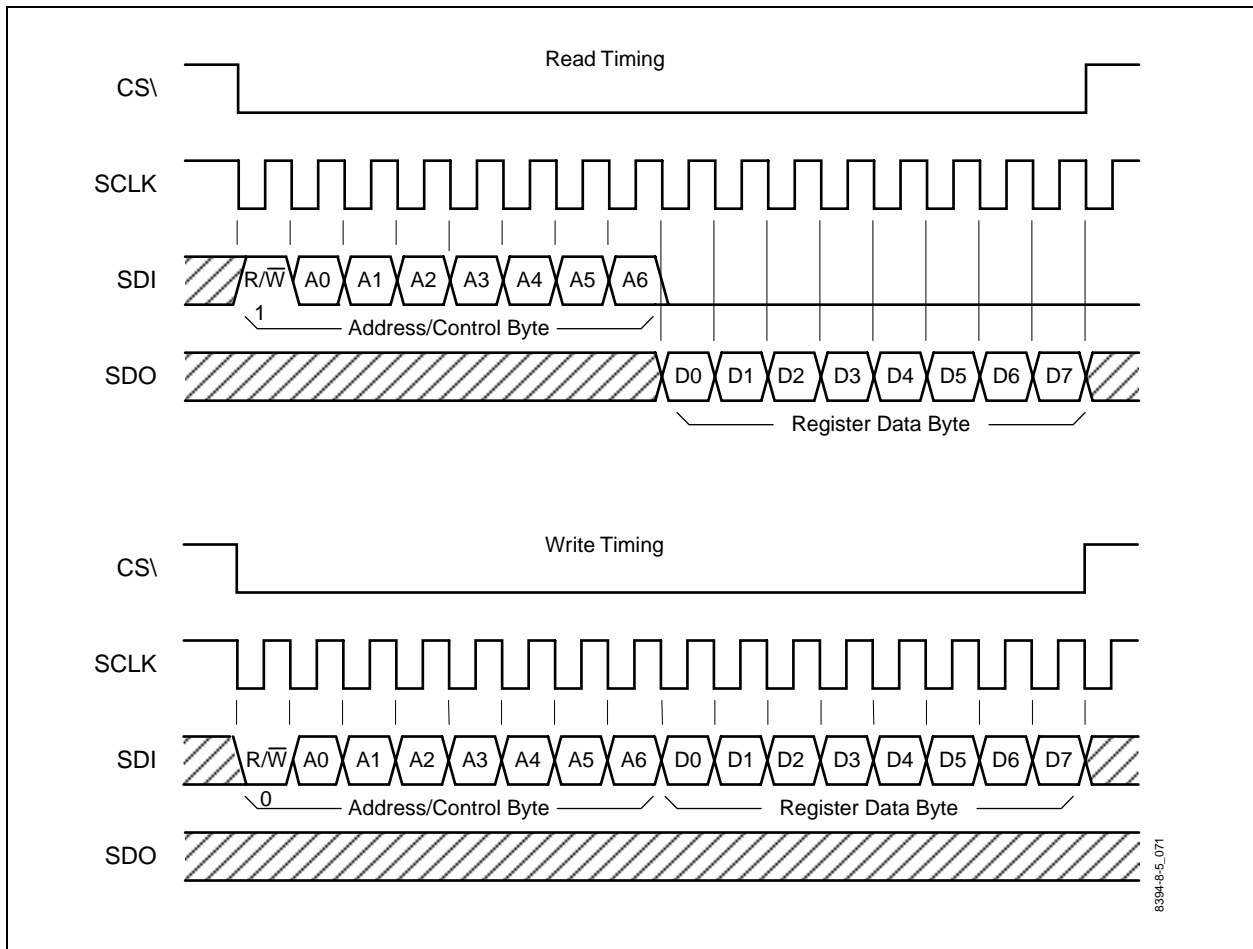 Read Timing
CS\
SCLK
SDI R/W̅ A0 A1 A2 A3 A4 A5 A6
1
Address/Control Byte
SDO D0 D1 D2 D3 D4 D5 D6 D7
Register Data Byte
Write Timing
CS\
SCLK
SDI R/W̅ A0 A1 A2 A3 A4 A5 A6 D0 D1 D2 D3 D4 D5 D6 D7
0
Address/Control Byte Register Data Byte
SDO
8394-8-5_071